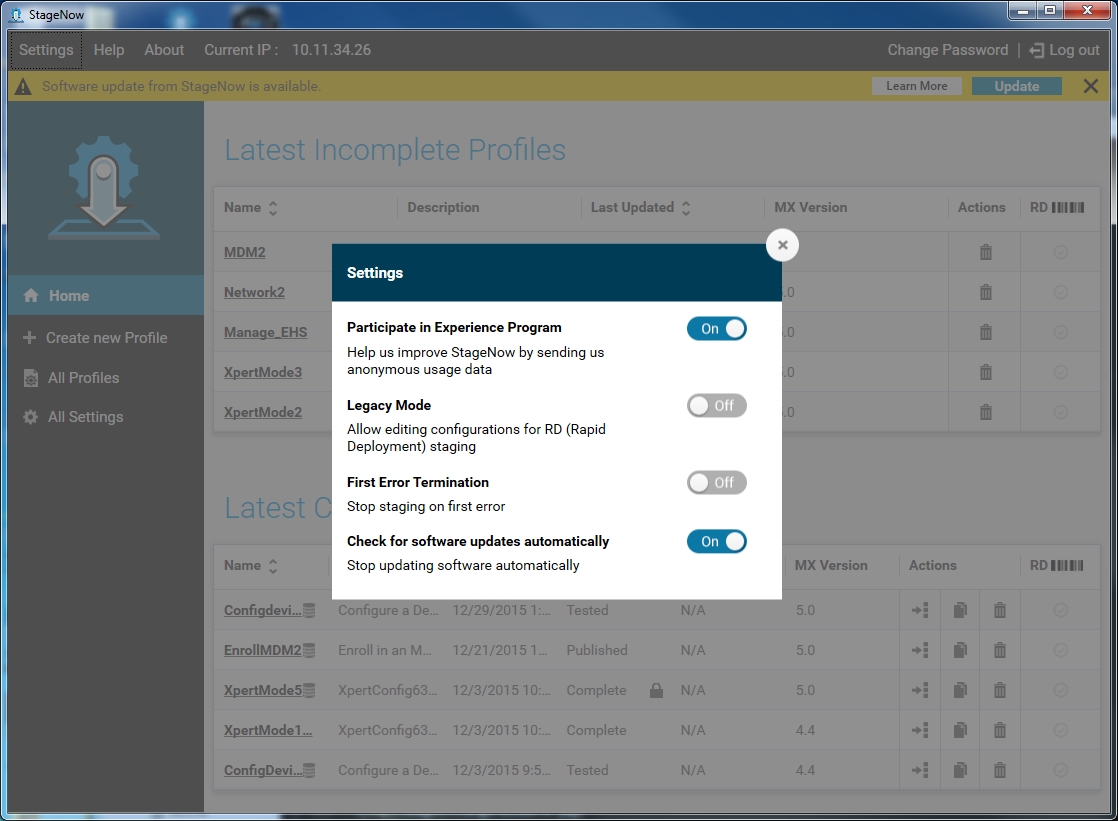 StageNow
Settings Help About Current IP : 10.11.34.26 Change Password | Log out
Software update from StageNow is available. Learn More Update
Latest Incomplete Profiles
Name Description Last Updated MX Version Actions RD
MDM2
Network2 .0
Manage_EHS .0
XpertMode3 .0
XpertMode2 .0
Home
Create new Profile
All Profiles
All Settings
Settings
Participate in Experience Program On
Help us improve StageNow by sending us
anonymous usage data
Legacy Mode Off
Allow editing configurations for RD (Rapid
Deployment) staging
First Error Termination Off
Stop staging on first error
Check for software updates automatically On
Stop updating software automatically
Latest C
Name MX Version Actions RD
Configdevi... Configure a De... 12/29/2015 1:... Tested N/A 5.0
EnrollMDM2 Enroll in an M... 12/21/2015 1... Published N/A 5.0
XpertMode5 XpertConfig63... 12/3/2015 10:... Complete N/A 5.0
XpertMode1... XpertConfig63... 12/3/2015 10:... Complete N/A 4.4
ConfigDevi... Configure a De... 12/3/2015 9:5... Tested N/A 4.4